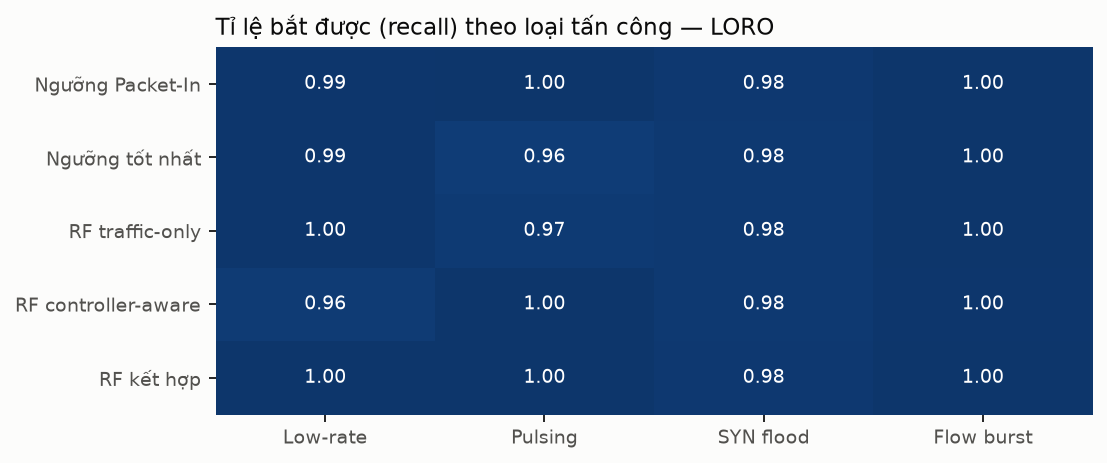 Tỉ lệ bắt được (recall) theo loại tấn công — LORO
Ngưỡng Packet-In 0.99 1.00 0.98 1.00
Ngưỡng tốt nhất 0.99 0.96 0.98 1.00
RF traffic-only 1.00 0.97 0.98 1.00
RF controller-aware 0.96 1.00 0.98 1.00
RF kết hợp 1.00 1.00 0.98 1.00
Low-rate Pulsing SYN flood Flow burst